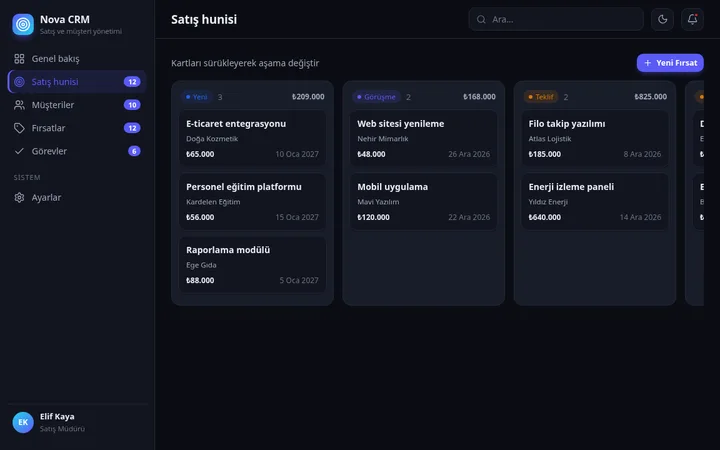 Nova CRM
Satış ve müşteri yönetimi
Genel bakış
Satış hunisi 12
Müşteriler 10
Fırsatlar 12
Görevler 6
SİSTEM
Ayarlar
EK
Elif Kaya
Satış Müdürü
Satış hunisi
Ara...
Kartları sürükleyerek aşama değiştir
Yeni Fırsat
Yeni 3 ₺209.000
E-ticaret entegrasyonu
Doğa Kozmetik
₺65.000 10 Oca 2027
Personel eğitim platformu
Kardelen Eğitim
₺56.000 15 Oca 2027
Raporlama modülü
Ege Gıda
₺88.000 5 Oca 2027
Görüşme 2 ₺168.000
Web sitesi yenileme
Nehir Mimarlık
₺48.000 26 Ara 2026
Mobil uygulama
Mavi Yazılım
₺120.000 22 Ara 2026
Teklif 2 ₺825.000
Filo takip yazılımı
Atlas Lojistik
₺185.000 8 Ara 2026
Enerji izleme paneli
Yıldız Enerji
₺640.000 14 Ara 2026